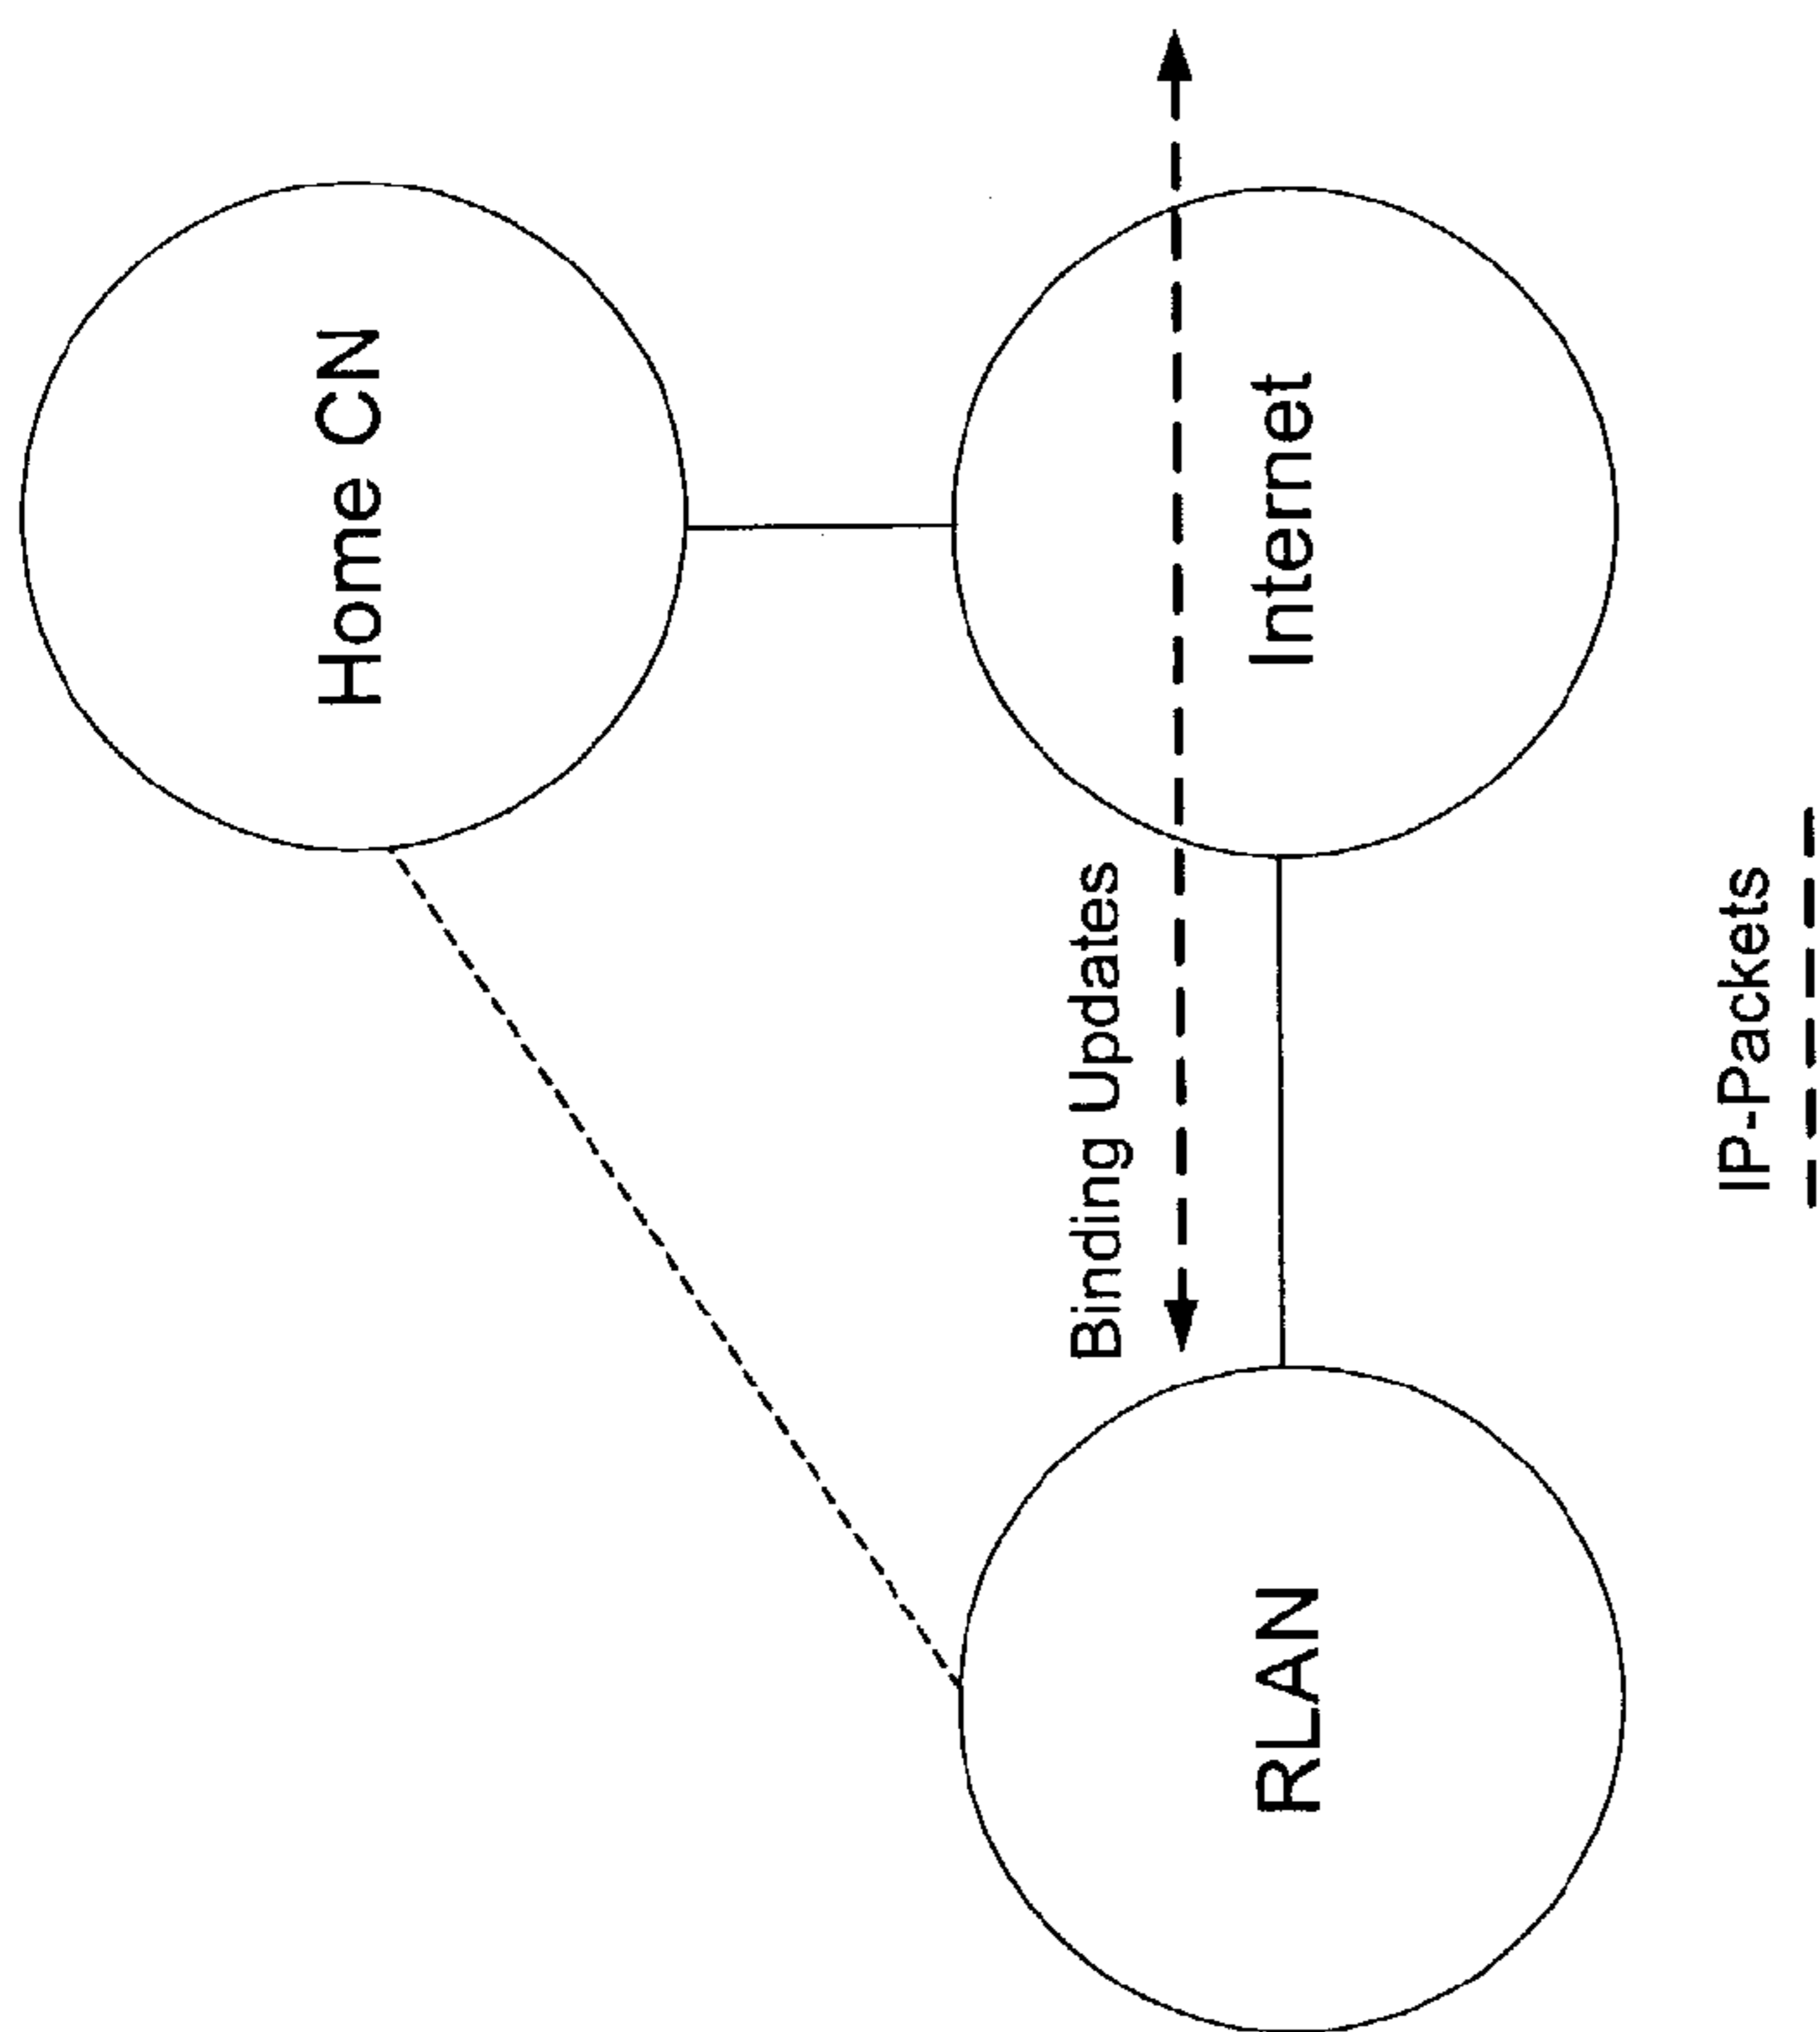 Home CN
Binding Updates
RLAN
Internet
IP-Packets